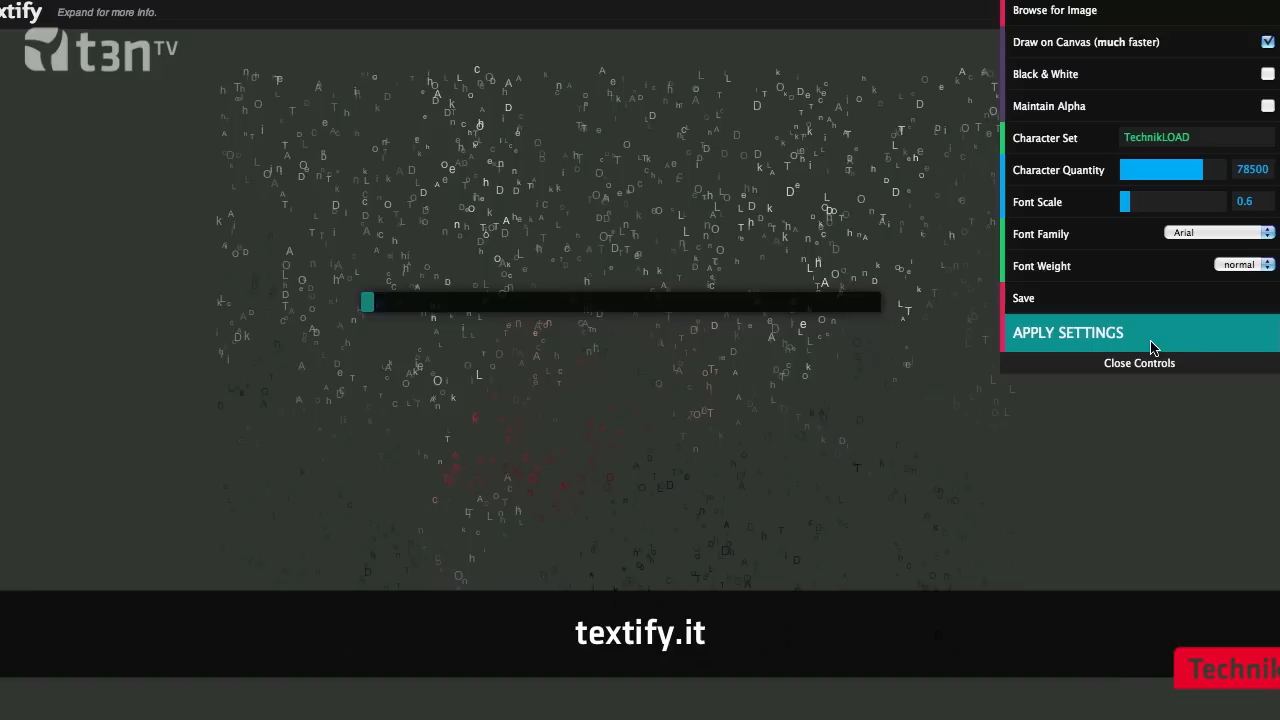 xtify Expand for more info.
t3n TV
Browse for Image
Draw on Canvas (much faster)
Black & White
Maintain Alpha
Character Set TechnikLOAD
Character Quantity 78500
Font Scale 0.6
Font Family Arial
Font Weight normal
Save
APPLY SETTINGS
Close Controls
textify.it
Technik